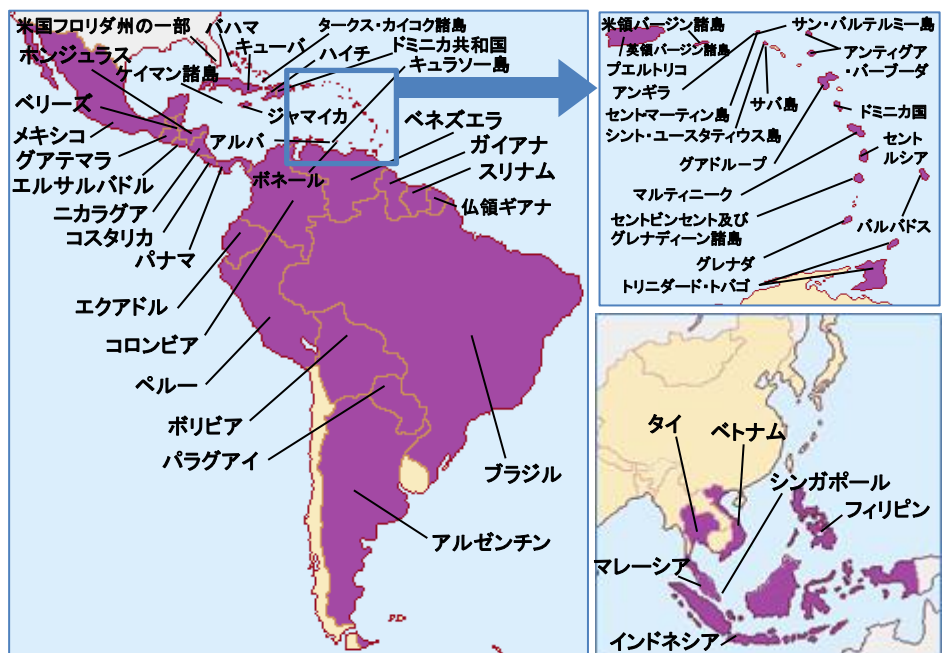 米国フロリダ州の一部
バハマ
タークス・カイコク諸島
ホンジュラス
キューバ
ハイチ
ドミニカ共和国
ケイマン諸島
キュラソー島
ベリーズ
ジャマイカ
メキシコ
アルバ
ベネズエラ
グアテマラ
ガイアナ
エルサルバドル
ボネール
スリナム
ニカラグア
仏領ギアナ
コスタリカ
パナマ
エクアドル
コロンビア
ペルー
ボリビア
パラグアイ
ブラジル
アルゼンチン
米領バージン諸島
サン・バルテルミー島
英領バージン諸島
アンティグア
・バーブーダ
プエルトリコ
アンギラ
セントマーティン島
サバ島
ドミニカ国
シント・ユースタティウス島
グアドループ
セント
ルシア
マルティニーク
セントビンセント及び
グレナディーン諸島
バルバドス
グレナダ
トリニダード・トバゴ
タイ
ベトナム
シンガポール
フィリピン
マレーシア
インドネシア